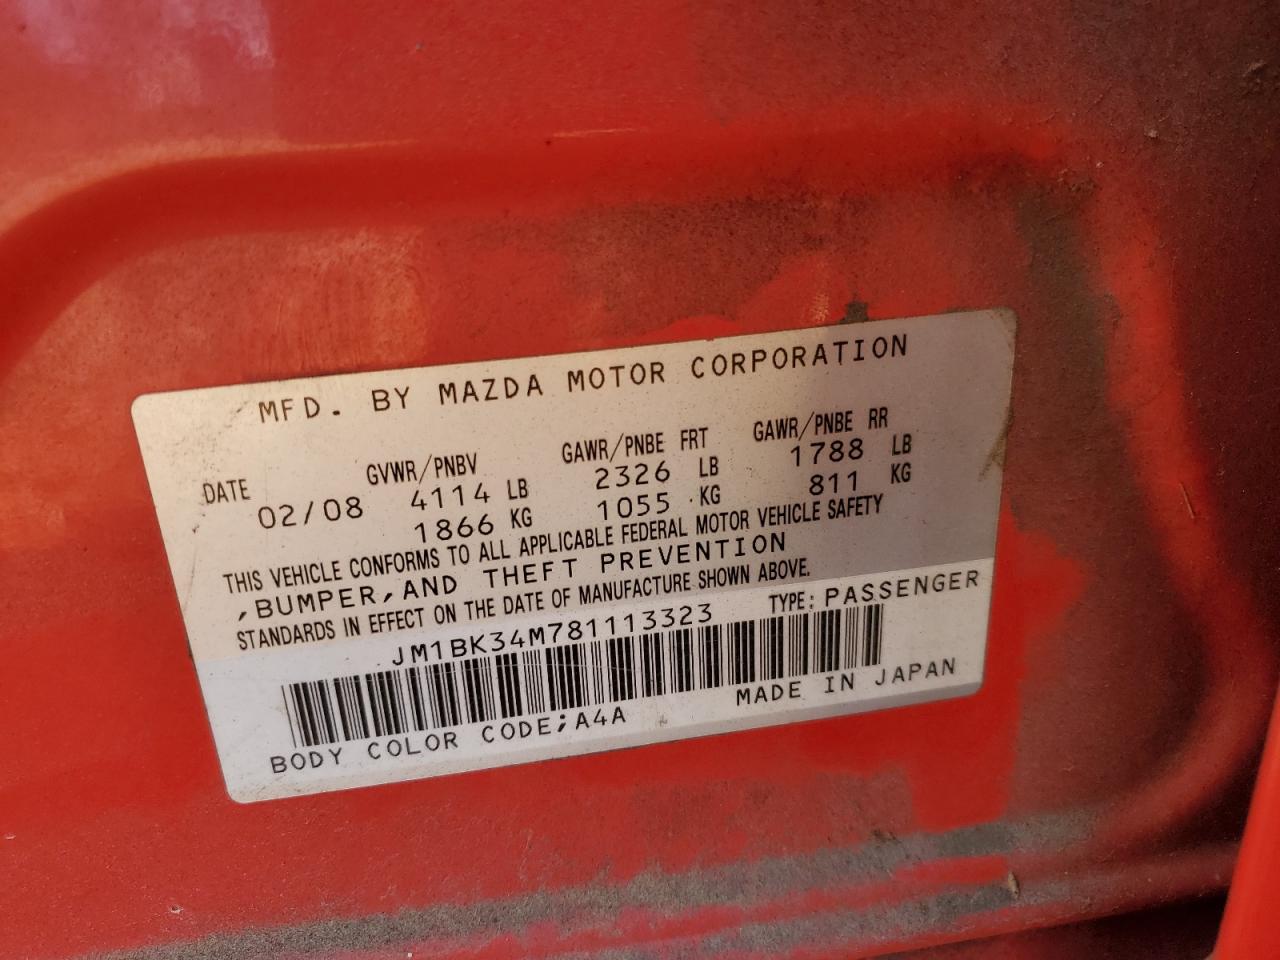 MFD. BY MAZDA MOTOR CORPORATION
DATE GVWR/PNBV GAWR/PNBE FRT GAWR/PNBE RR
02/08 4114 LB 2326 LB 1788 LB
1866 KG 1055 KG 811 KG
THIS VEHICLE CONFORMS TO ALL APPLICABLE FEDERAL MOTOR VEHICLE SAFETY
,BUMPER,AND THEFT PREVENTION
STANDARDS IN EFFECT ON THE DATE OF MANUFACTURE SHOWN ABOVE.
JM1BK34M781113323 TYPE: PASSENGER
BODY COLOR CODE;A4A MADE IN JAPAN